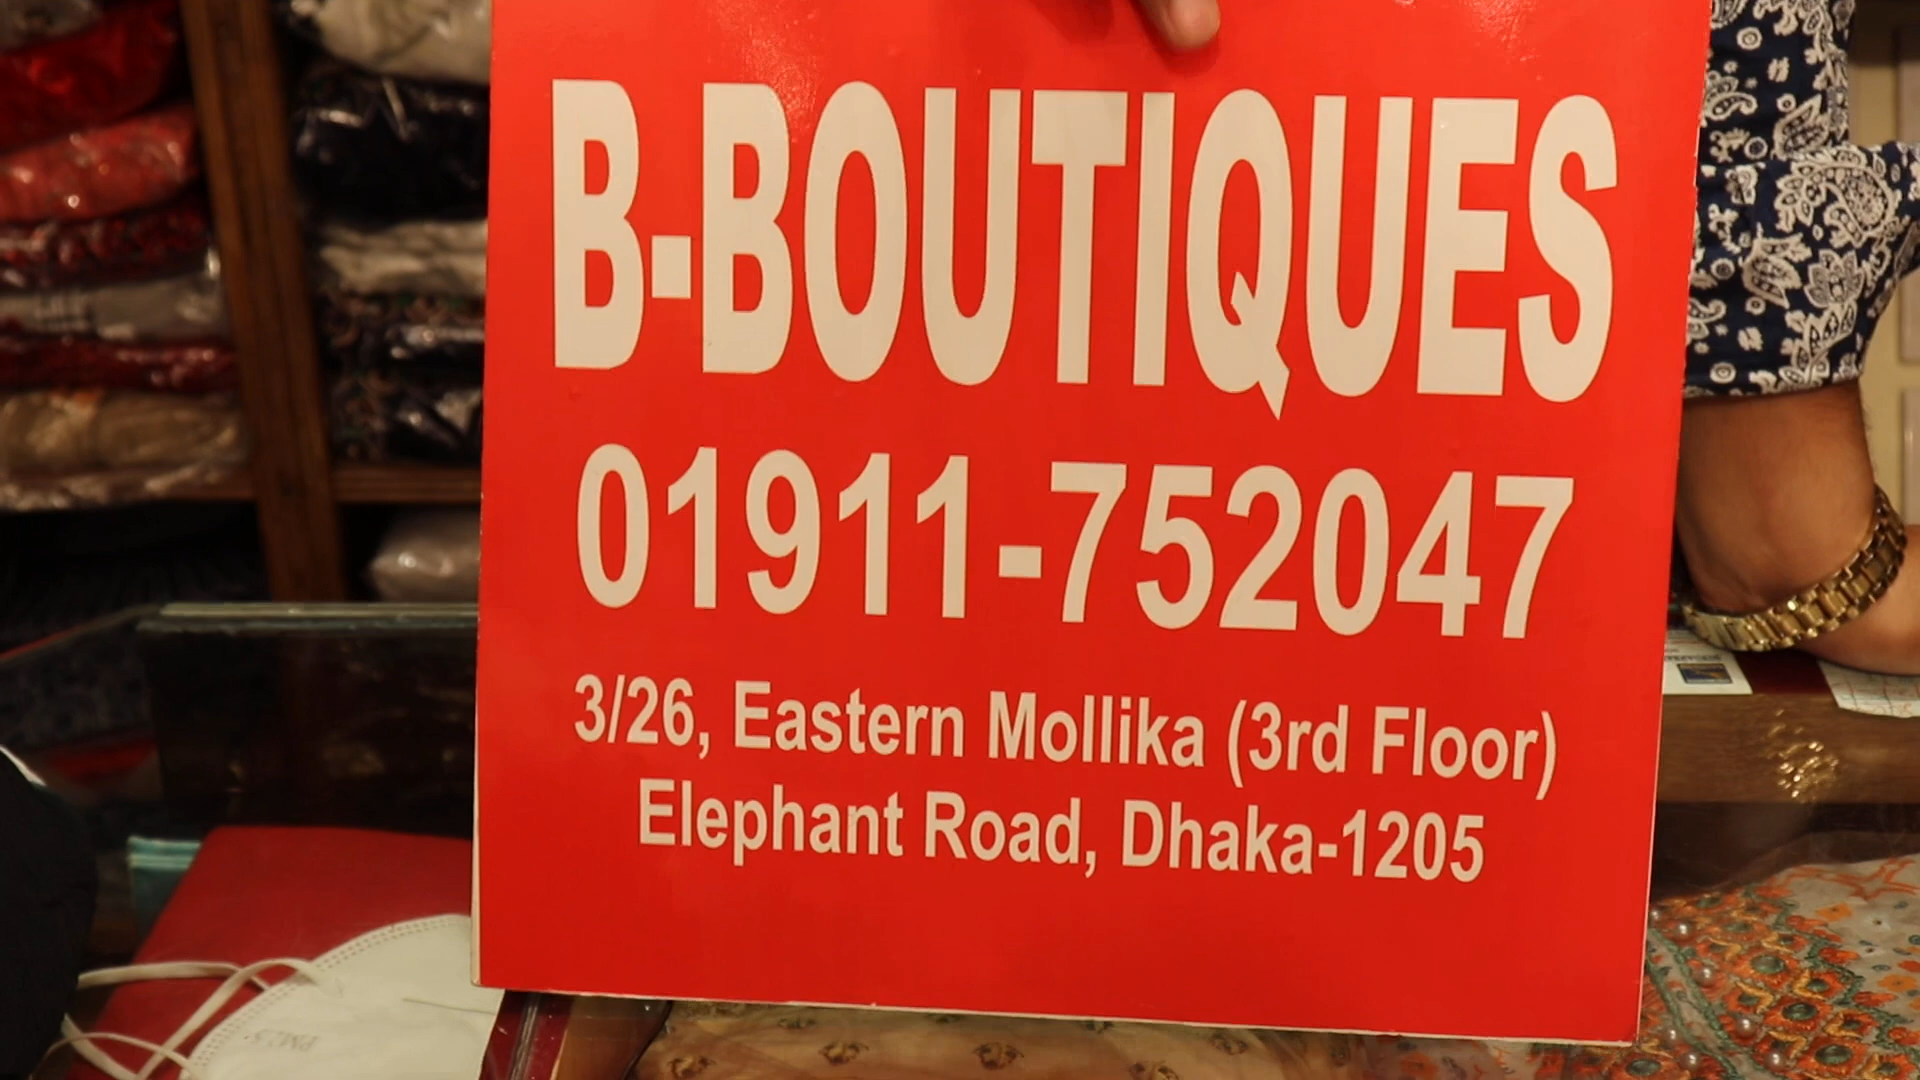 B-BOUTIQUES
01911-752047
3/26, Eastern Mollika (3rd Floor)
Elephant Road, Dhaka-1205